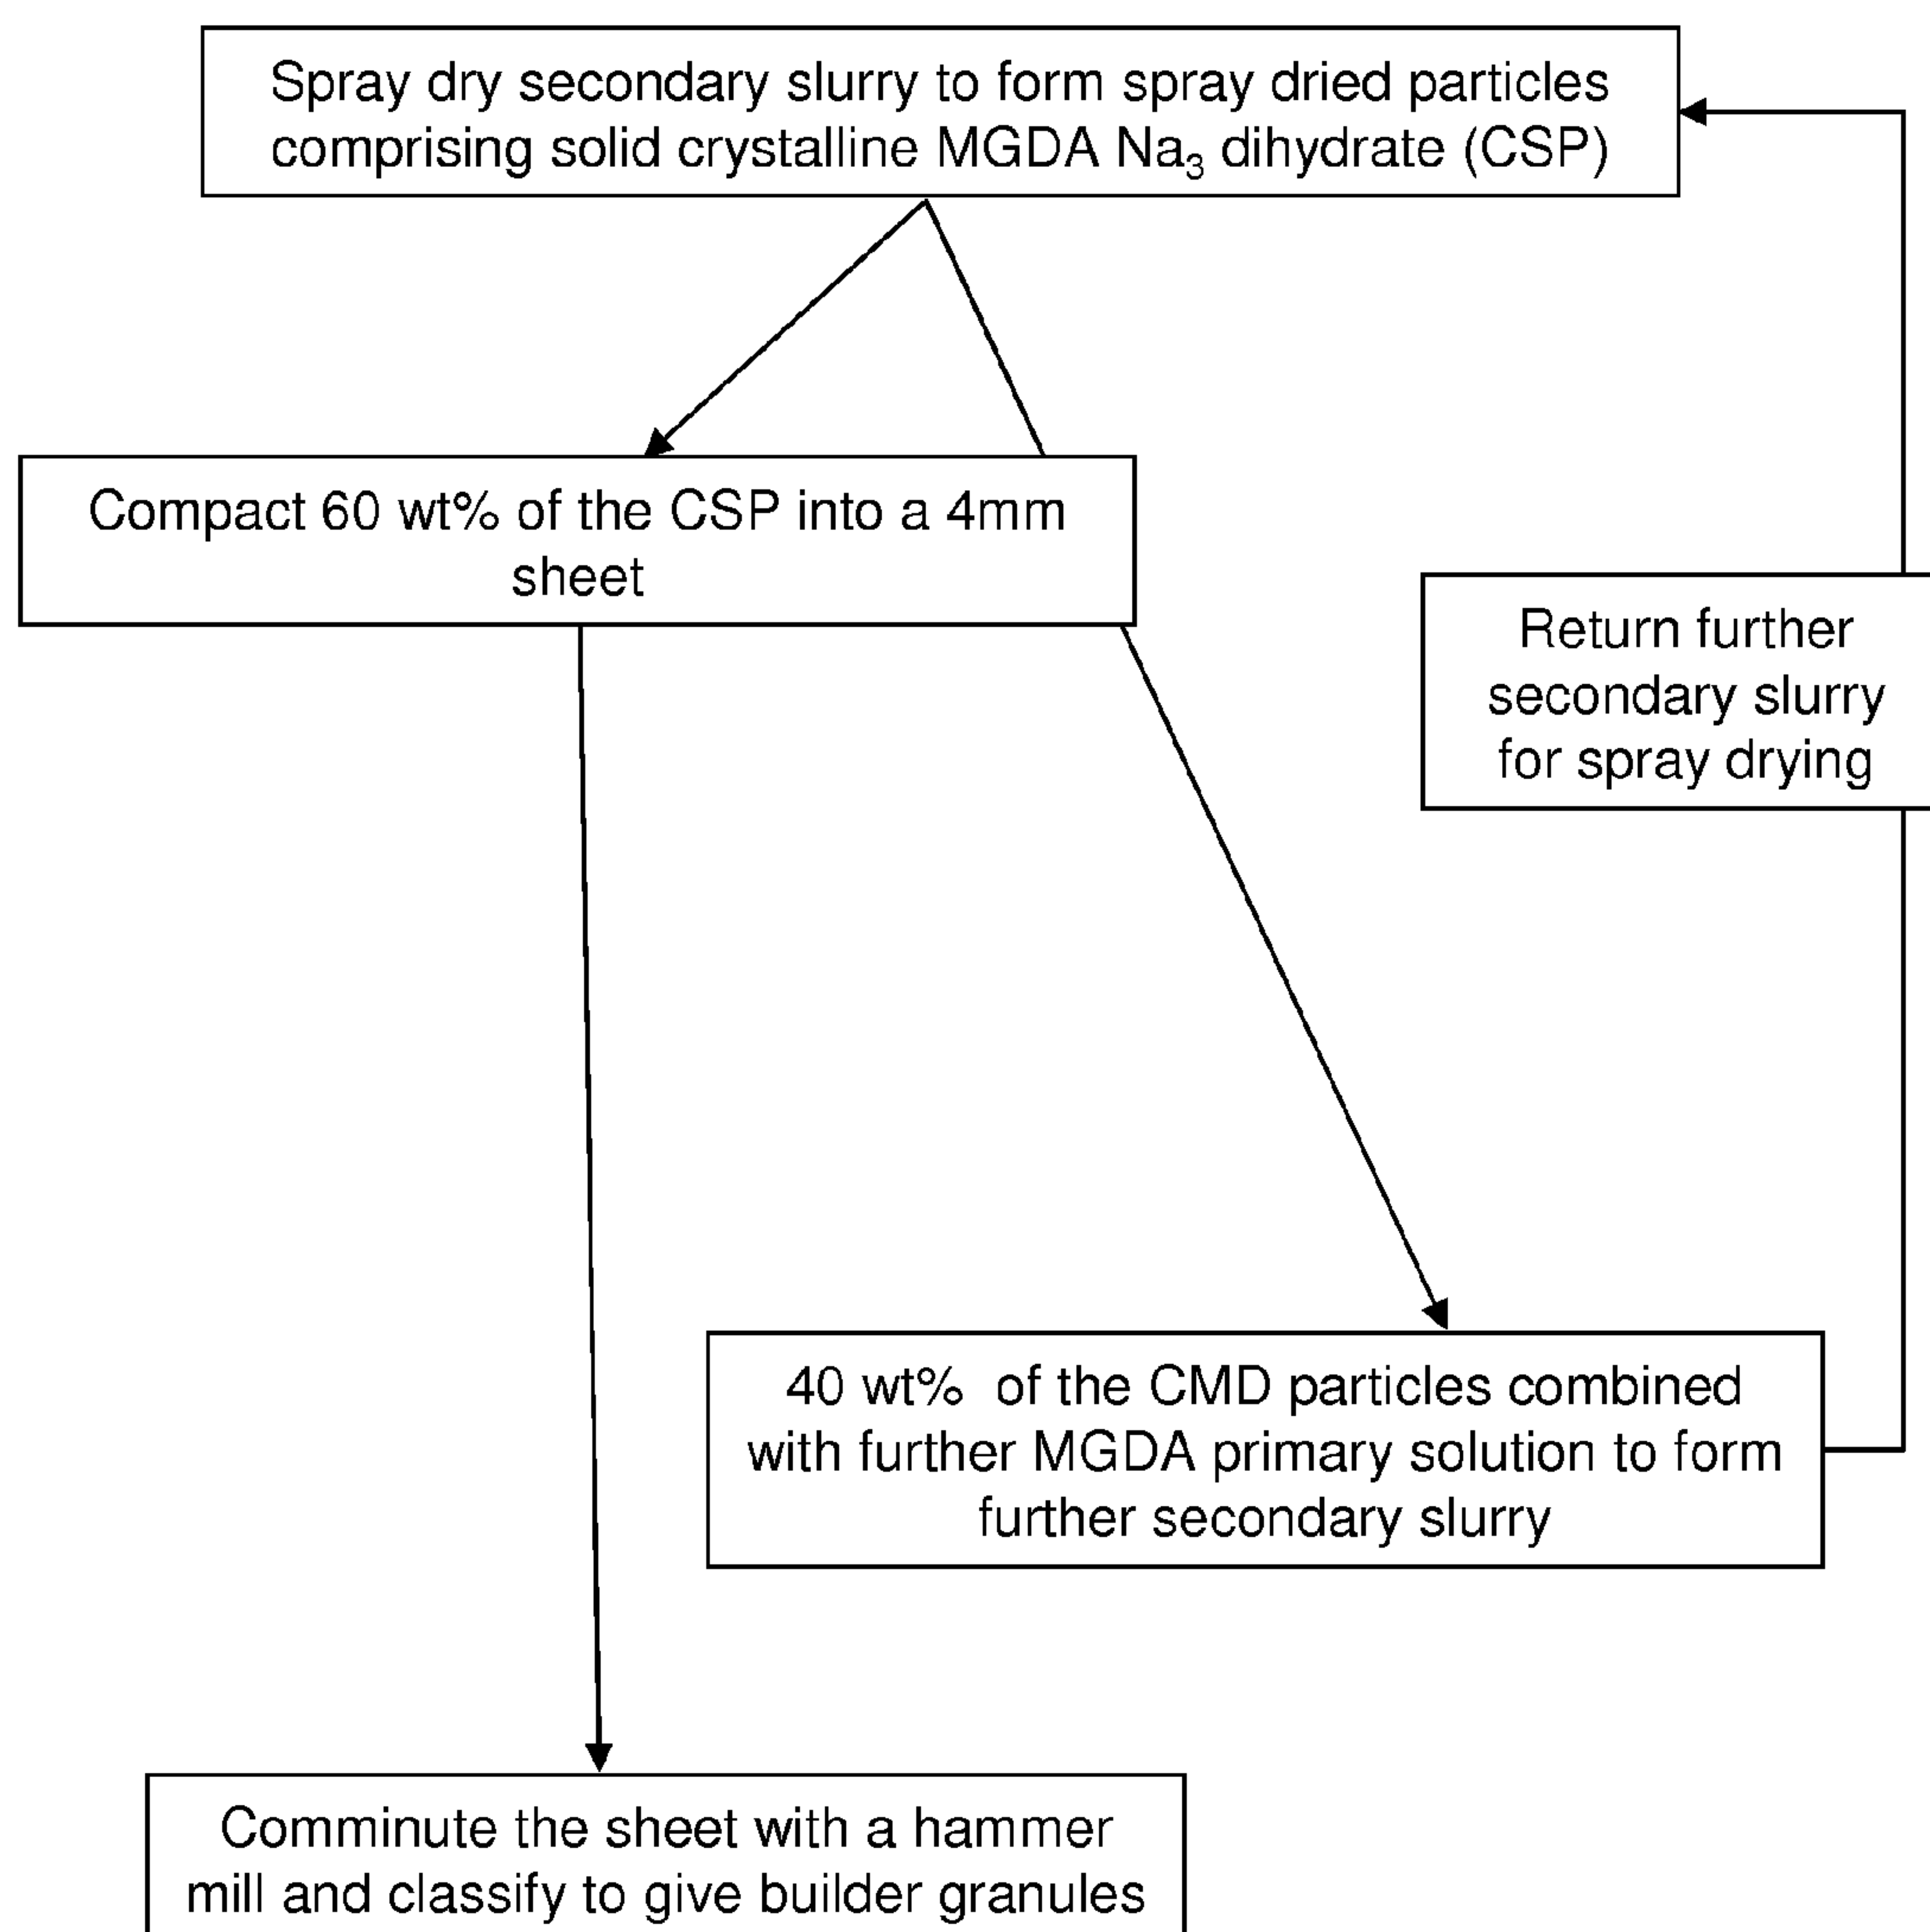 Spray dry secondary slurry to form spray dried particles
comprising solid crystalline MGDA Na₃ dihydrate (CSP)
Compact 60 wt% of the CSP into a 4mm
sheet
Return further
secondary slurry
for spray drying
40 wt% of the CMD particles combined
with further MGDA primary solution to form
further secondary slurry
Comminute the sheet with a hammer
mill and classify to give builder granules